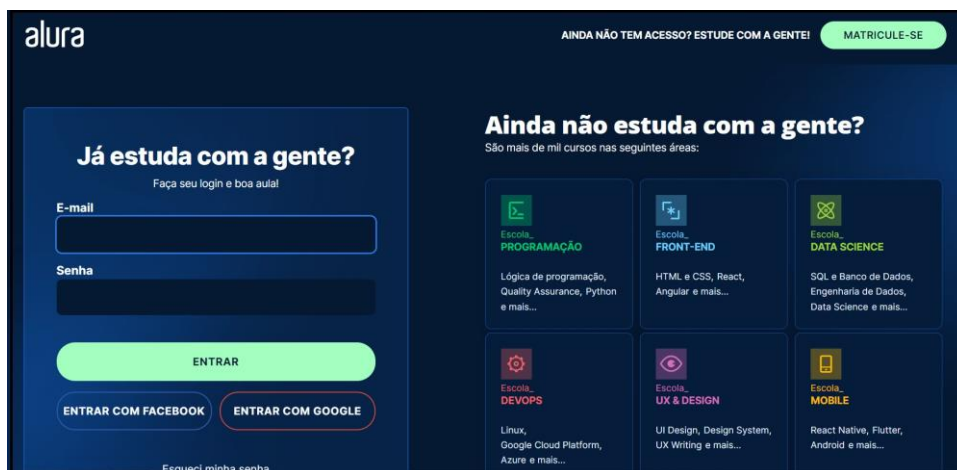 alura
AINDA NÃO TEM ACESSO? ESTUDE COM A GENTE!
MATRICULE-SE
Já estuda com a gente?
Faça seu login e boa aula!
E-mail
Senha
ENTRAR
ENTRAR COM FACEBOOK
ENTRAR COM GOOGLE
Esqueci minha senha
Ainda não estuda com a gente?
São mais de mil cursos nas seguintes áreas:
Escola_
PROGRAMAÇÃO
Lógica de programação,
Quality Assurance, Python
e mais...
Escola_
FRONT-END
HTML e CSS, React,
Angular e mais...
Escola_
DATA SCIENCE
SQL e Banco de Dados,
Engenharia de Dados,
Data Science e mais...
Escola_
DEVOPS
Linux,
Google Cloud Platform,
Azure e mais...
Escola_
UX & DESIGN
UI Design, Design System,
UX Writing e mais...
Escola_
MOBILE
React Native, Flutter,
Android e mais...